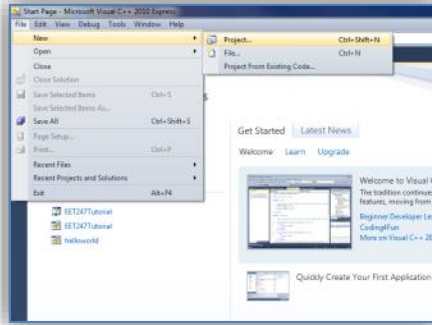 Start Page - Microsoft Visual C++ 2010 Express
File Edit View Debug Tools Window Help
New
Project... Ctrl+Shift+N
Open
File... Ctrl+N
Close
Project From Existing Code...
Close Solution
Save Selected Items Ctrl+S
Save Selected Items As...
Save All Ctrl+Shift+S
Page Setup...
Print... Ctrl+P
Recent Files
Recent Projects and Solutions
Exit Alt+F4
EET247Tutorial
EET247Tutorial
helloworld
Get Started Latest News
Welcome Learn Upgrade
Welcome to Visual C
The tradition continues
features, moving from
Beginner Developer Le
Coding4Fun
More on Visual C++ 20
Quickly Create Your First Application